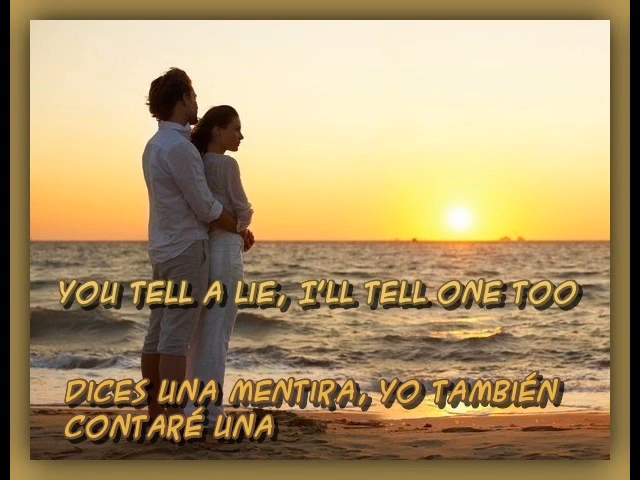 YOU TELL A LIE, I'LL TELL ONE TOO
DICES UNA MENTIRA, YO TAMBIÉN
CONTARÉ UNA